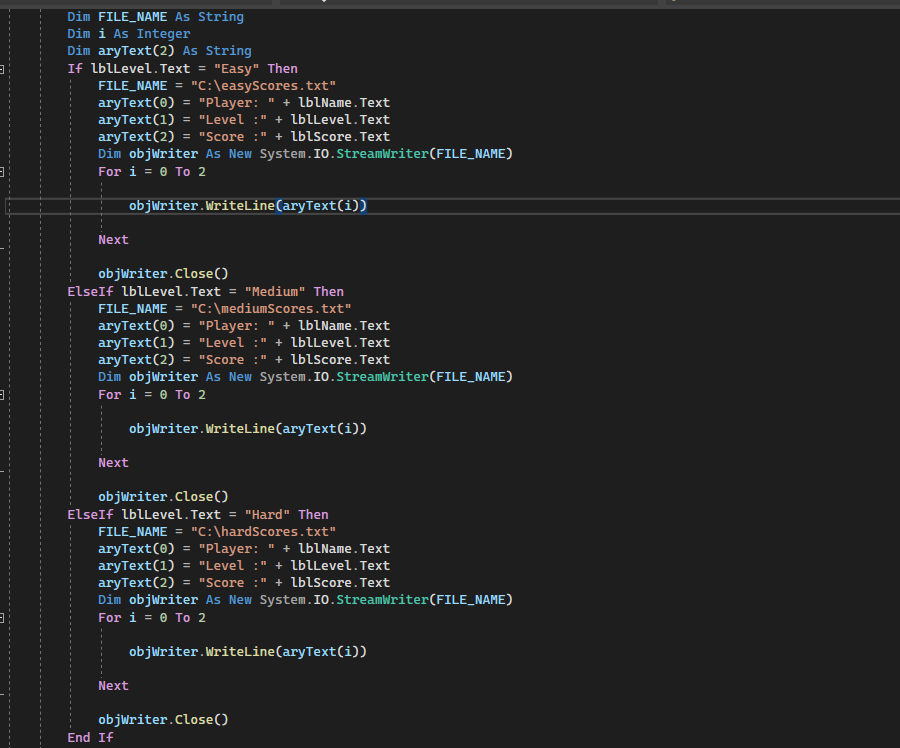 Dim FILE_NAME As String
Dim i As Integer
Dim aryText(2) As String
If lblLevel.Text = "Easy" Then
FILE_NAME = "C:\easyScores.txt"
aryText(0) = "Player: " + lblName.Text
aryText(1) = "Level :" + lblLevel.Text
aryText(2) = "Score :" + lblScore.Text
Dim objWriter As New System.IO.StreamWriter(FILE_NAME)
For i = 0 To 2
objWriter.WriteLine(aryText(i))
Next
objWriter.Close()
ElseIf lblLevel.Text = "Medium" Then
FILE_NAME = "C:\mediumScores.txt"
aryText(0) = "Player: " + lblName.Text
aryText(1) = "Level :" + lblLevel.Text
aryText(2) = "Score :" + lblScore.Text
Dim objWriter As New System.IO.StreamWriter(FILE_NAME)
For i = 0 To 2
objWriter.WriteLine(aryText(i))
Next
objWriter.Close()
ElseIf lblLevel.Text = "Hard" Then
FILE_NAME = "C:\hardScores.txt"
aryText(0) = "Player: " + lblName.Text
aryText(1) = "Level :" + lblLevel.Text
aryText(2) = "Score :" + lblScore.Text
Dim objWriter As New System.IO.StreamWriter(FILE_NAME)
For i = 0 To 2
objWriter.WriteLine(aryText(i))
Next
objWriter.Close()
End If